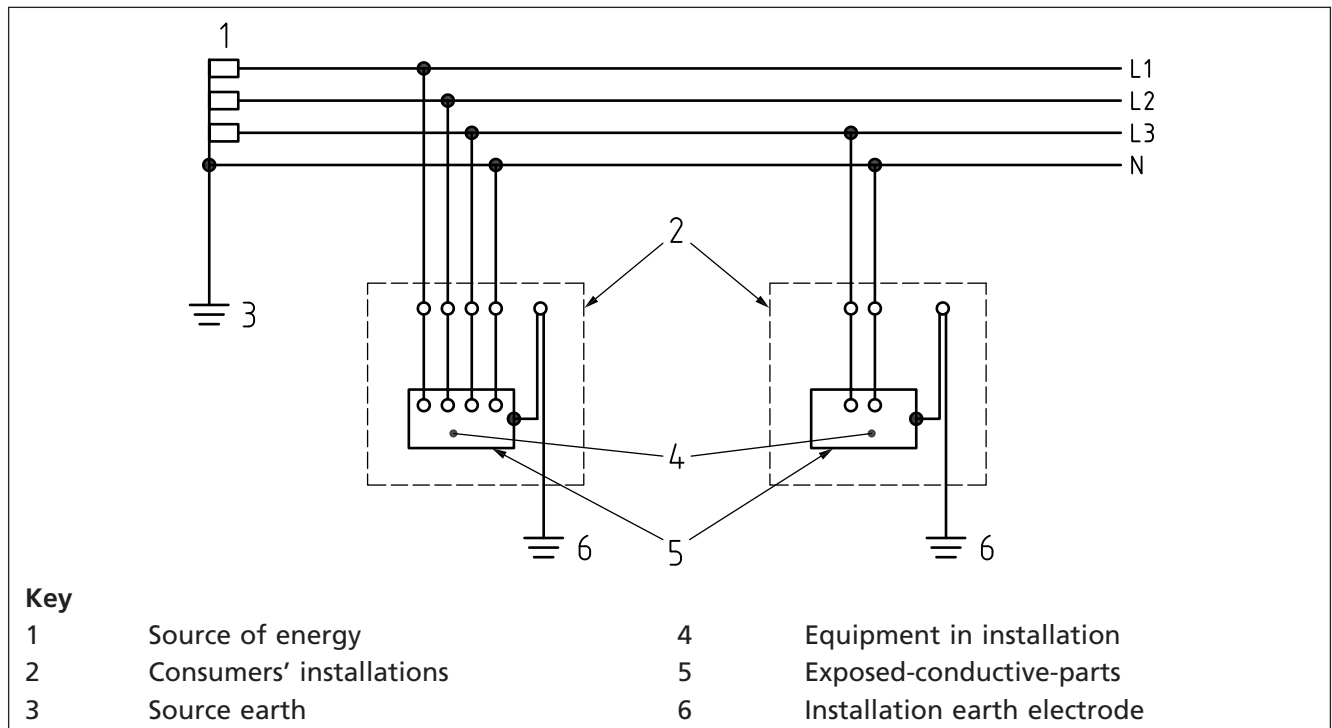 1
L1
L2
L3
N
2
3
4
5
6
6
Key
1 Source of energy
4 Equipment in installation
2 Consumers’ installations
5 Exposed-conductive-parts
3 Source earth
6 Installation earth electrode